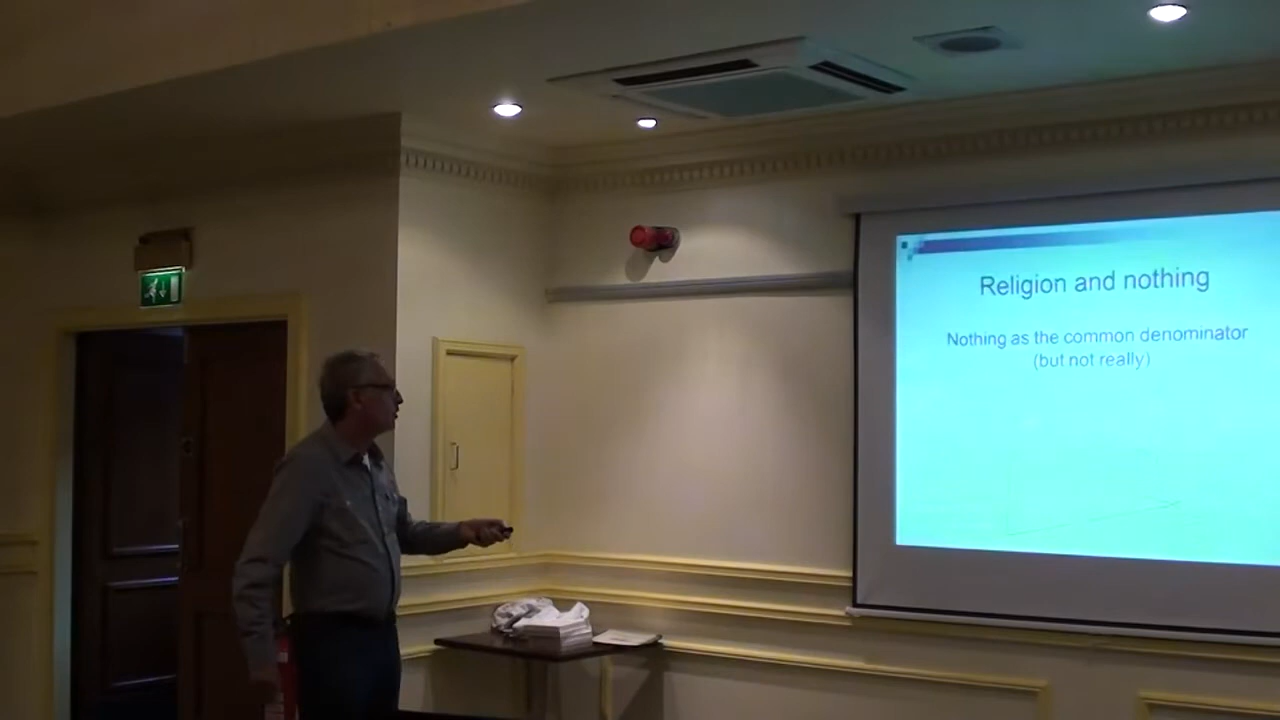 Religion and nothing
Nothing as the common denominator
(but not really)